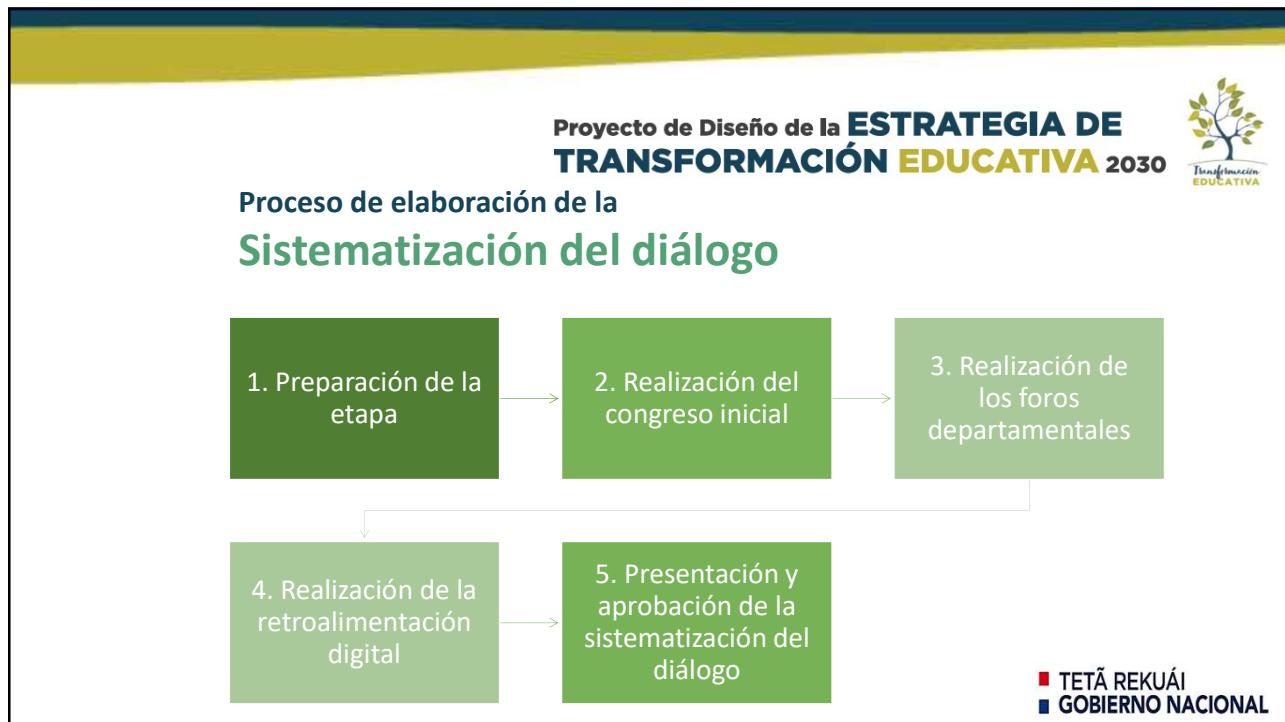 Proyecto de Diseño de la ESTRATEGIA DE
TRANSFORMACIÓN EDUCATIVA 2030
Transformación
EDUCATIVA
Proceso de elaboración de la
Sistematización del diálogo
1. Preparación de la
etapa
2. Realización del
congreso inicial
3. Realización de
los foros
departamentales
4. Realización de la
retroalimentación
digital
5. Presentación y
aprobación de la
sistematización del
diálogo
TETÃ REKUÁI
GOBIERNO NACIONAL